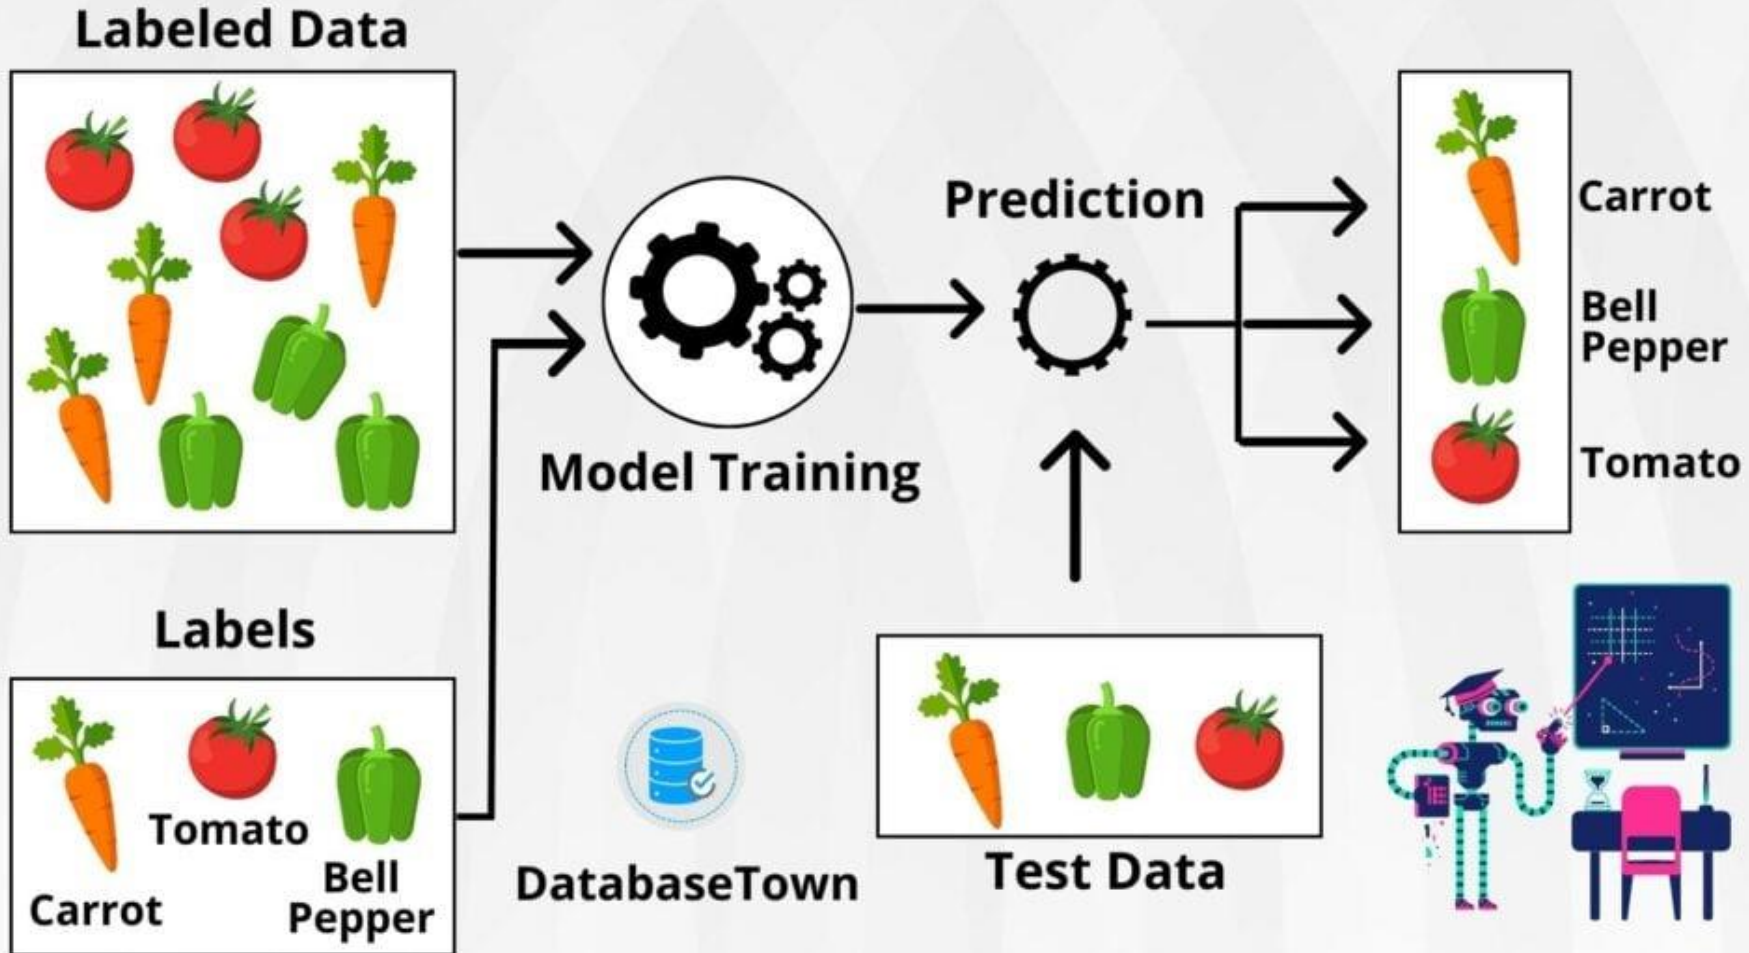 Labeled Data
Prediction
Carrot
Bell
Pepper
Tomato
Model Training
Labels
Carrot
Tomato
Bell
Pepper
DatabaseTown
Test Data